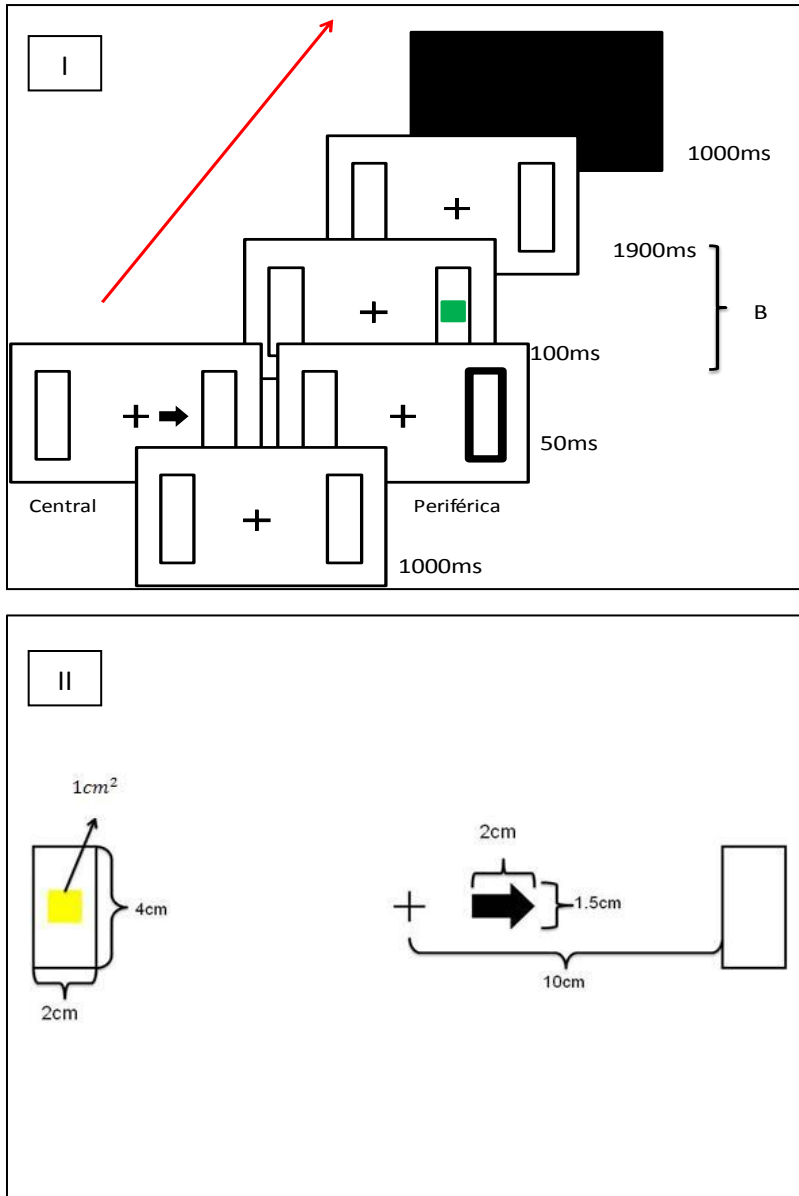 I
1000ms
1900ms
B
100ms
50ms
Central
Periférica
1000ms
II
1cm²
2cm
4cm
1.5cm
10cm
2cm